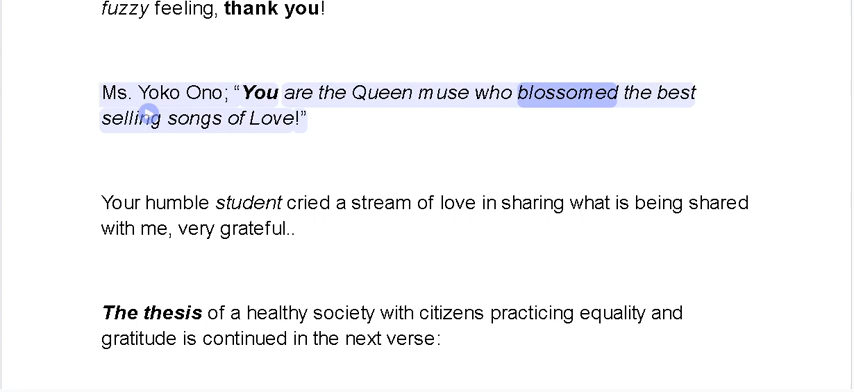 fuzzy feeling, thank you!
Ms. Yoko Ono; “You are the Queen muse who blossomed the best
selling songs of Love!”
Your humble student cried a stream of love in sharing what is being shared
with me, very grateful..
The thesis of a healthy society with citizens practicing equality and
gratitude is continued in the next verse: